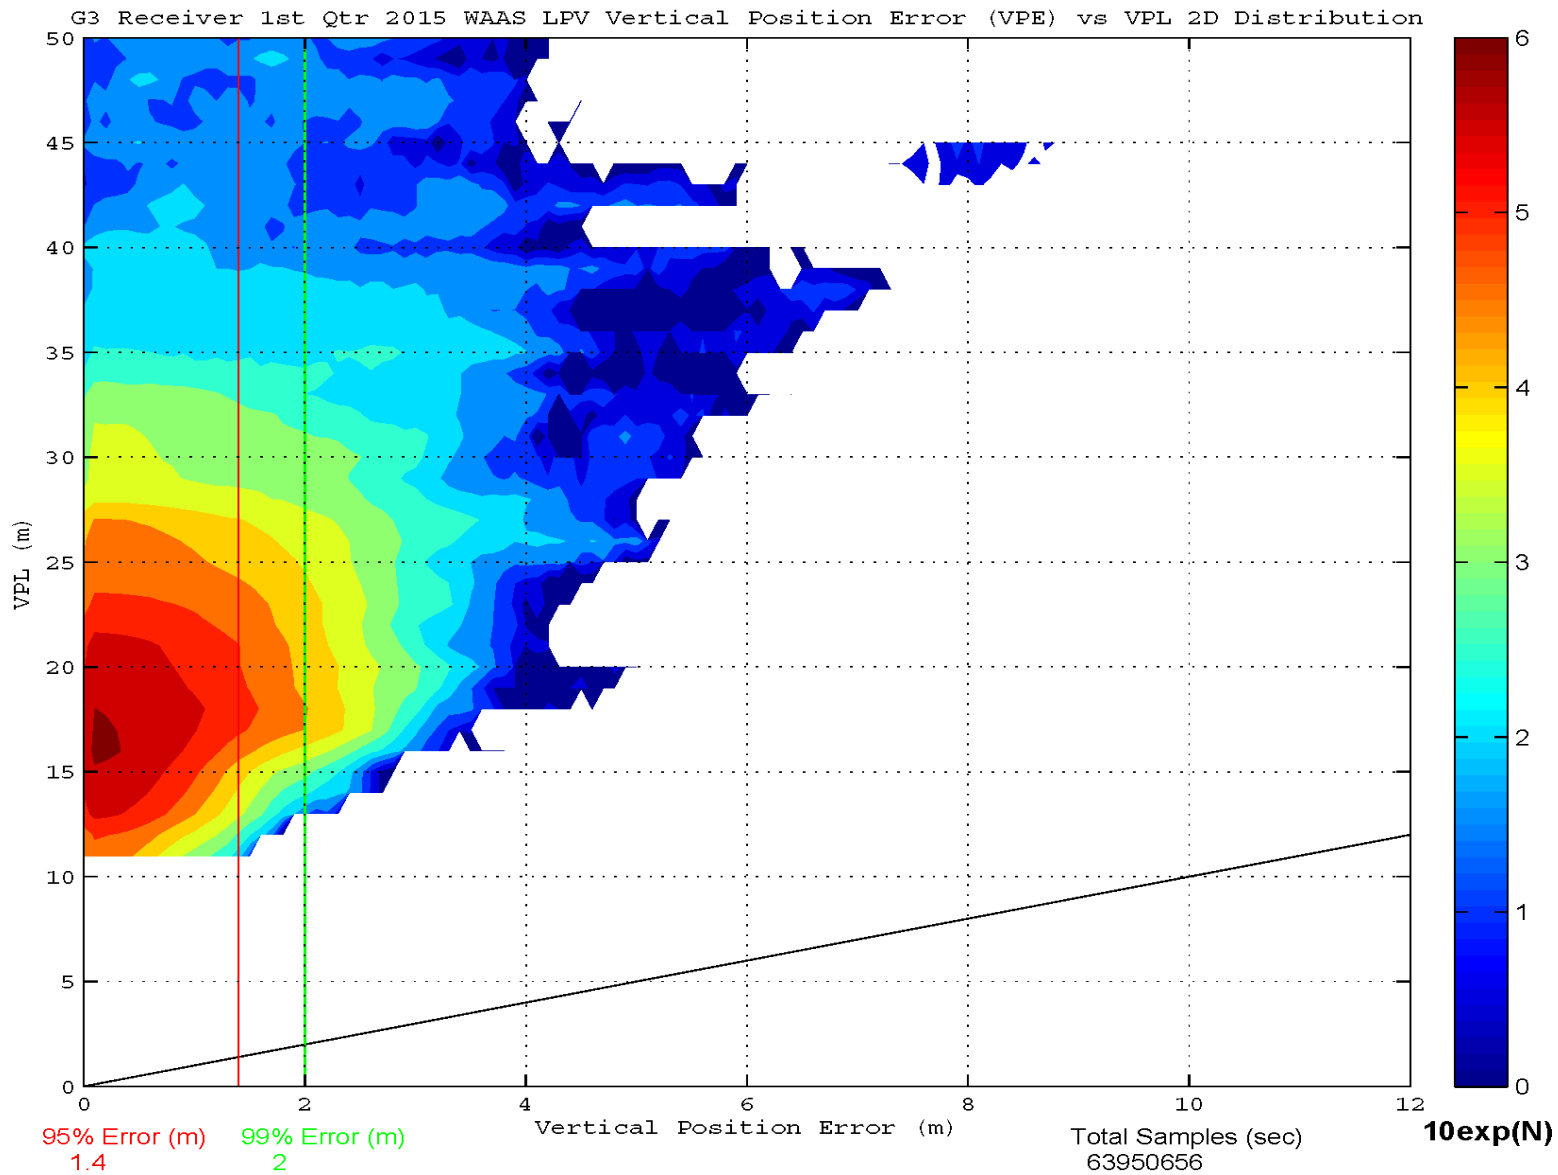 G3 Receiver 1st Qtr 2015 WAAS LPV Vertical Position Error (VPE) vs VPL 2D Distribution
50
45
40
35
30
25
20
15
10
5
0
VPL (m)
0 2 4 6 8 10 12
Vertical Position Error (m)
6
5
4
3
2
1
0
10exp(N)
95% Error (m)
1.4
99% Error (m)
2
Total Samples (sec)
63950656